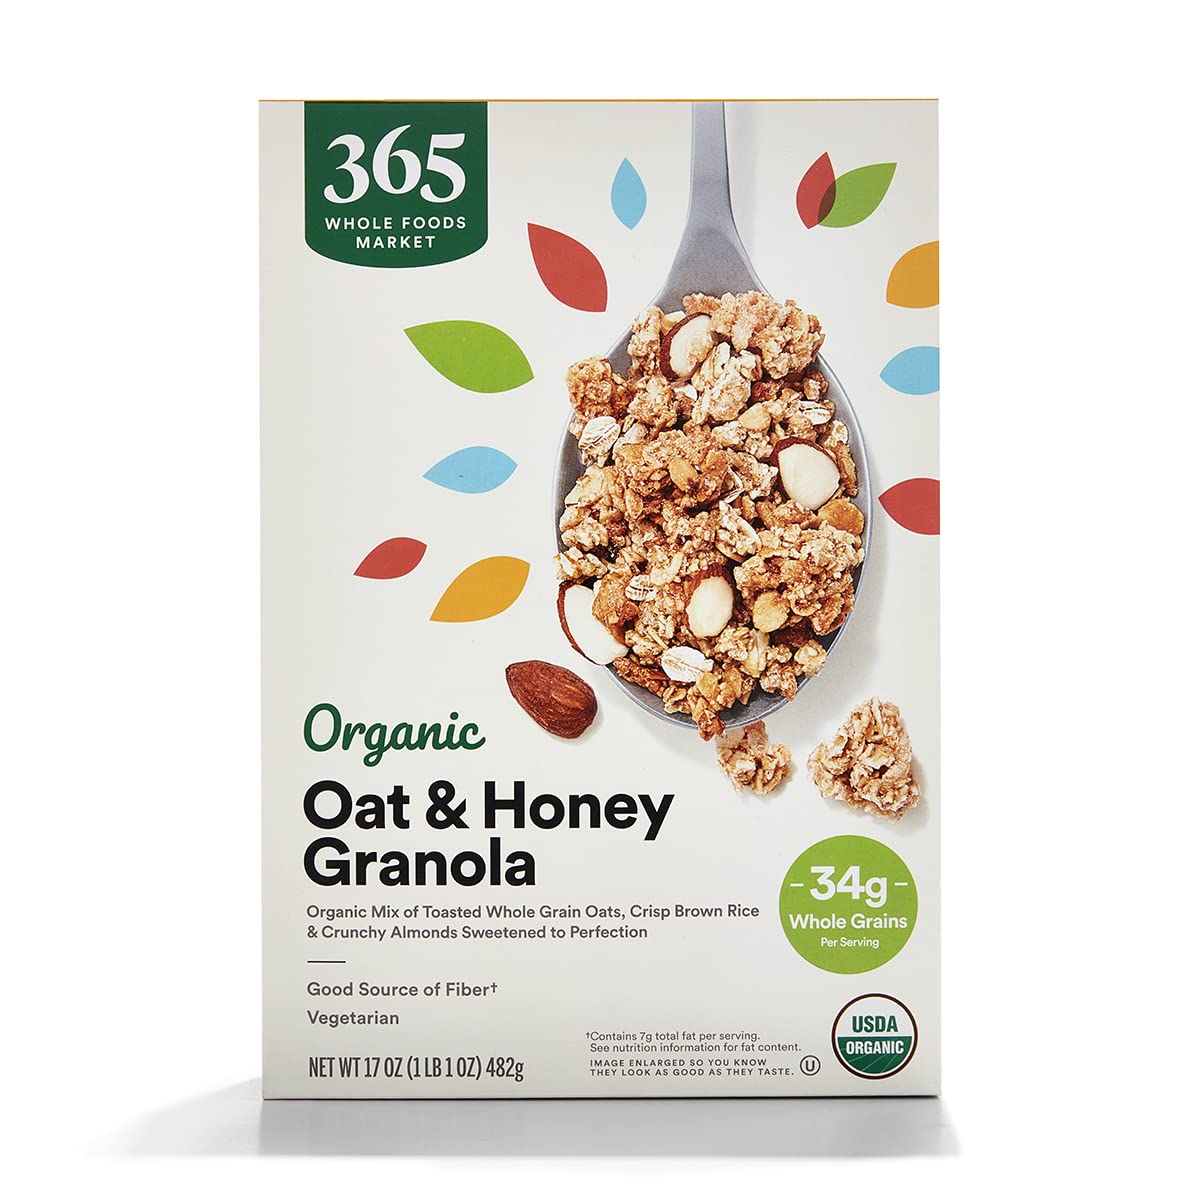 365
WHOLE FOODS
MARKET
Organic
Oat & Honey
Granola
Organic Mix of Toasted Whole Grain Oats, Crisp Brown Rice
& Crunchy Almonds Sweetened to Perfection
Good Source of Fiber†
Vegetarian
NET WT 17 OZ (1 LB 1 OZ) 482g
-34g-
Whole Grains
Per Serving
†Contains 7g total fat per serving.
See nutrition information for fat content.
IMAGE ENLARGED SO YOU KNOW
THEY LOOK AS GOOD AS THEY TASTE.
U
USDA
ORGANIC